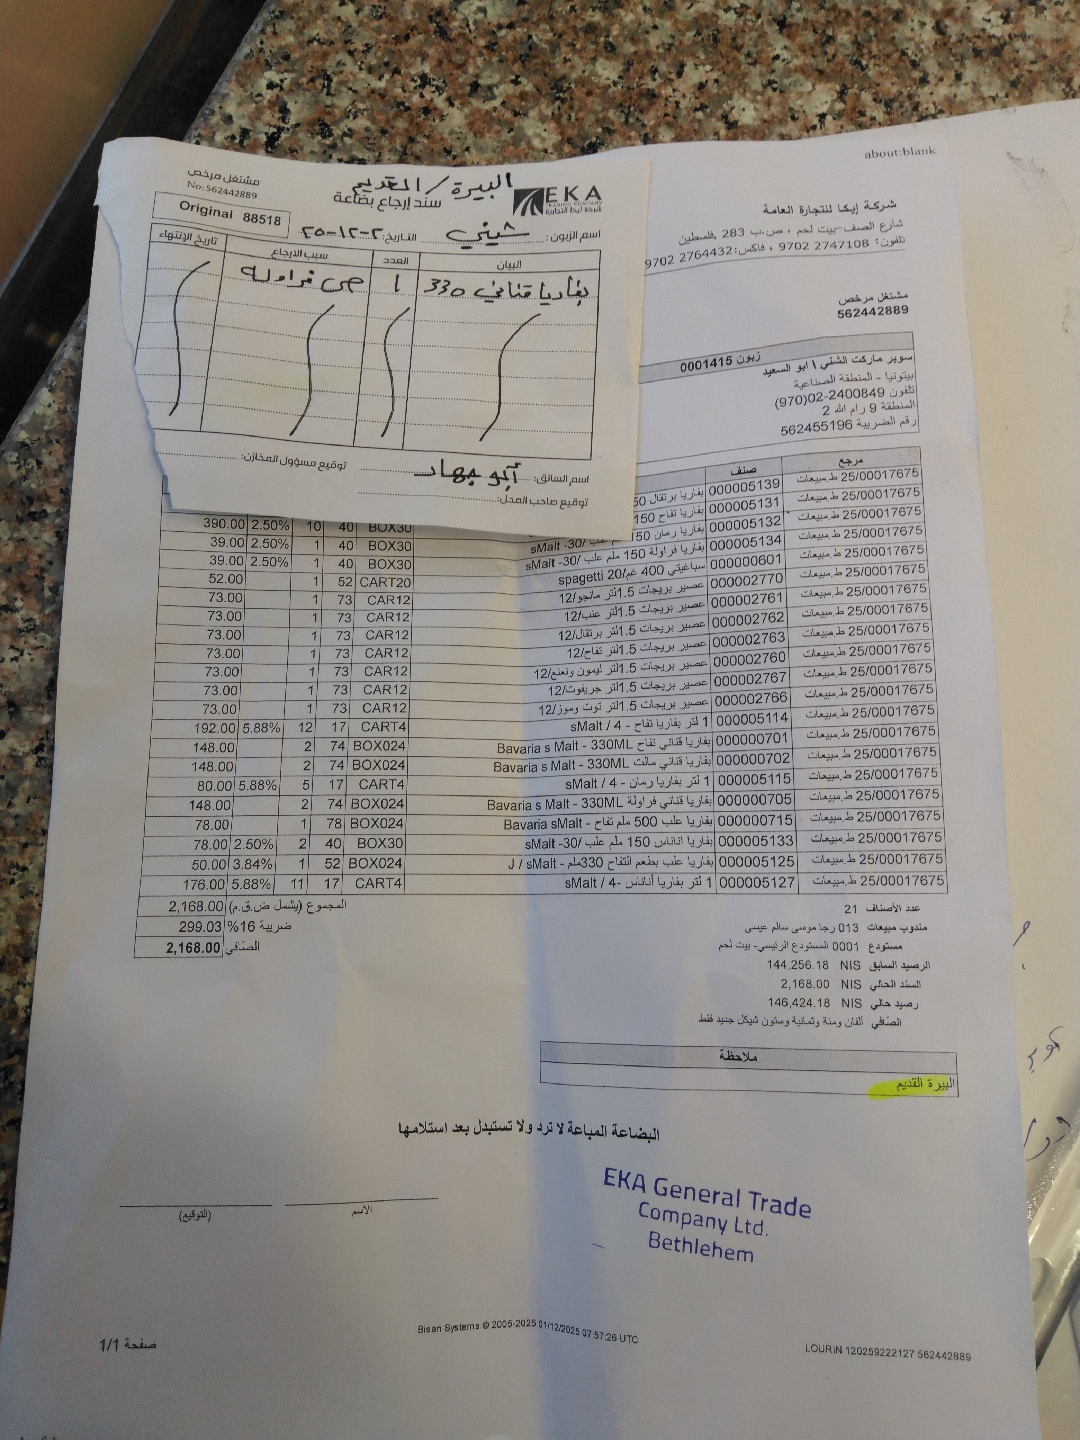 about:blank
مشتغل مرخص
No: 562442889
Original 88518
البيرة / القديم
سند إرجاع بضاعة
EKA
TRADING COMPANY
شركة ايكا التجارية
اسم الزبون: التاريخ: ٢-١٢-٢٥
البيان العدد سبب الارجاع تاريخ الإنتهاء
بفاريا قناني 330 1 فراولة
اسم السائق: أبو جهاد توقيع مسؤول المخازن:
توقيع صاحب المحل:
شركة إيكا للتجارة العامة
شارع الصف-بيت لحم ، ص.ب 283 ,فلسطين
تلفون: 2747108 9702 ، فاكس:2764432 9702
مشتغل مرخص
562442889
زبون 0001415
سوبر ماركت الشلي \ ابو السعيد
بيتونيا - المنطقة الصناعية
تلفون 02-2400849(970)
المنطقة 9 رام الله 2
رقم الضريبة 562455196
مرجع صنف
25/00017675 ط.مبيعات 000005139 بفاريا برتقال
25/00017675 ط.مبيعات 000005131 بفاريا تفاح 150
25/00017675 ط.مبيعات 000005132 بفاريا رمان 150 ملم علب /30- sMalt BOX30 40 10 2.50% 390.00
25/00017675 ط.مبيعات 000005134 بفاريا فراولة 150 ملم علب /30- sMalt BOX30 40 1 2.50% 39.00
BOX30 40 1 2.50% 39.00
25/00017675 ط.مبيعات 000000601 سباغيتي 400 غم/20 spagetti CART20 52 1 52.00
25/00017675 ط.مبيعات 000002770 عصير بريجات 1.5لتر مانجو/12 CAR12 73 1 73.00
25/00017675 ط.مبيعات 000002761 عصير بريجات 1.5لتر عنب/12 CAR12 73 1 73.00
25/00017675 ط.مبيعات 000002762 عصير بريجات 1.5لتر برتقال/12 CAR12 73 1 73.00
25/00017675 ط.مبيعات 000002763 عصير بريجات 1.5لتر تفاح/12 CAR12 73 1 73.00
25/00017675 ط.مبيعات 000002760 عصير بريجات 1.5لتر ليمون ونعنع/12 CAR12 73 1 73.00
25/00017675 ط.مبيعات 000002767 عصير بريجات 1.5لتر جريفوت/12 CAR12 73 1 73.00
25/00017675 ط.مبيعات 000002766 عصير بريجات 1.5لتر توت وموز/12 CAR12 73 1 73.00
25/00017675 ط.مبيعات 000005114 1 لتر بفاريا تفاح - 4 / sMalt CART4 17 12 5.88% 192.00
25/00017675 ط.مبيعات 000000701 بفاريا قناني تفاح Bavaria s Malt - 330ML BOX024 74 2 148.00
25/00017675 ط.مبيعات 000000702 بفاريا قناني مالت Bavaria s Malt - 330ML BOX024 74 2 148.00
25/00017675 ط.مبيعات 000005115 1 لتر بفاريا رمان - 4 / sMalt CART4 17 5 5.88% 80.00
25/00017675 ط.مبيعات 000000705 بفاريا قناني فراولة Bavaria s Malt - 330ML BOX024 74 2 148.00
25/00017675 ط.مبيعات 000000715 بفاريا علب 500 ملم تفاح - Bavaria sMalt BOX024 78 1 78.00
25/00017675 ط.مبيعات 000005133 بفاريا اناناس 150 ملم علب /30- sMalt BOX30 40 2 2.50% 78.00
25/00017675 ط.مبيعات 000005125 بفاريا علب بطعم التفاح 330ملم - J / sMalt BOX024 52 1 3.84% 50.00
25/00017675 ط.مبيعات 000005127 1 لتر بفاريا أناناس -4 / sMalt CART4 17 11 5.88% 176.00
المجموع (يشمل ض.ق.م) 2,168.00
ضريبة 16% 299.03
الصافي 2,168.00
عدد الأصناف 21
مندوب مبيعات 013 رجا موسى سالم عيسى
مستودع 0001 المستودع الرئيسي- بيت لحم
الرصيد السابق NIS 144,256.18
السند الحالي NIS 2,168.00
رصيد حالي NIS 146,424.18
الصافي ألفان ومئة وثمانية وستون شيكل جديد فقط
ملاحظة
البيرة القديم
البضاعة المباعة لا ترد ولا تستبدل بعد استلامها
EKA General Trade
Company Ltd.
Bethlehem
الاسم (التوقيع)
Bisan Systems © 2005-2025 01/12/2025 07:57:26 UTC
صفحة 1/1
LOURIN 120259222127 562442889